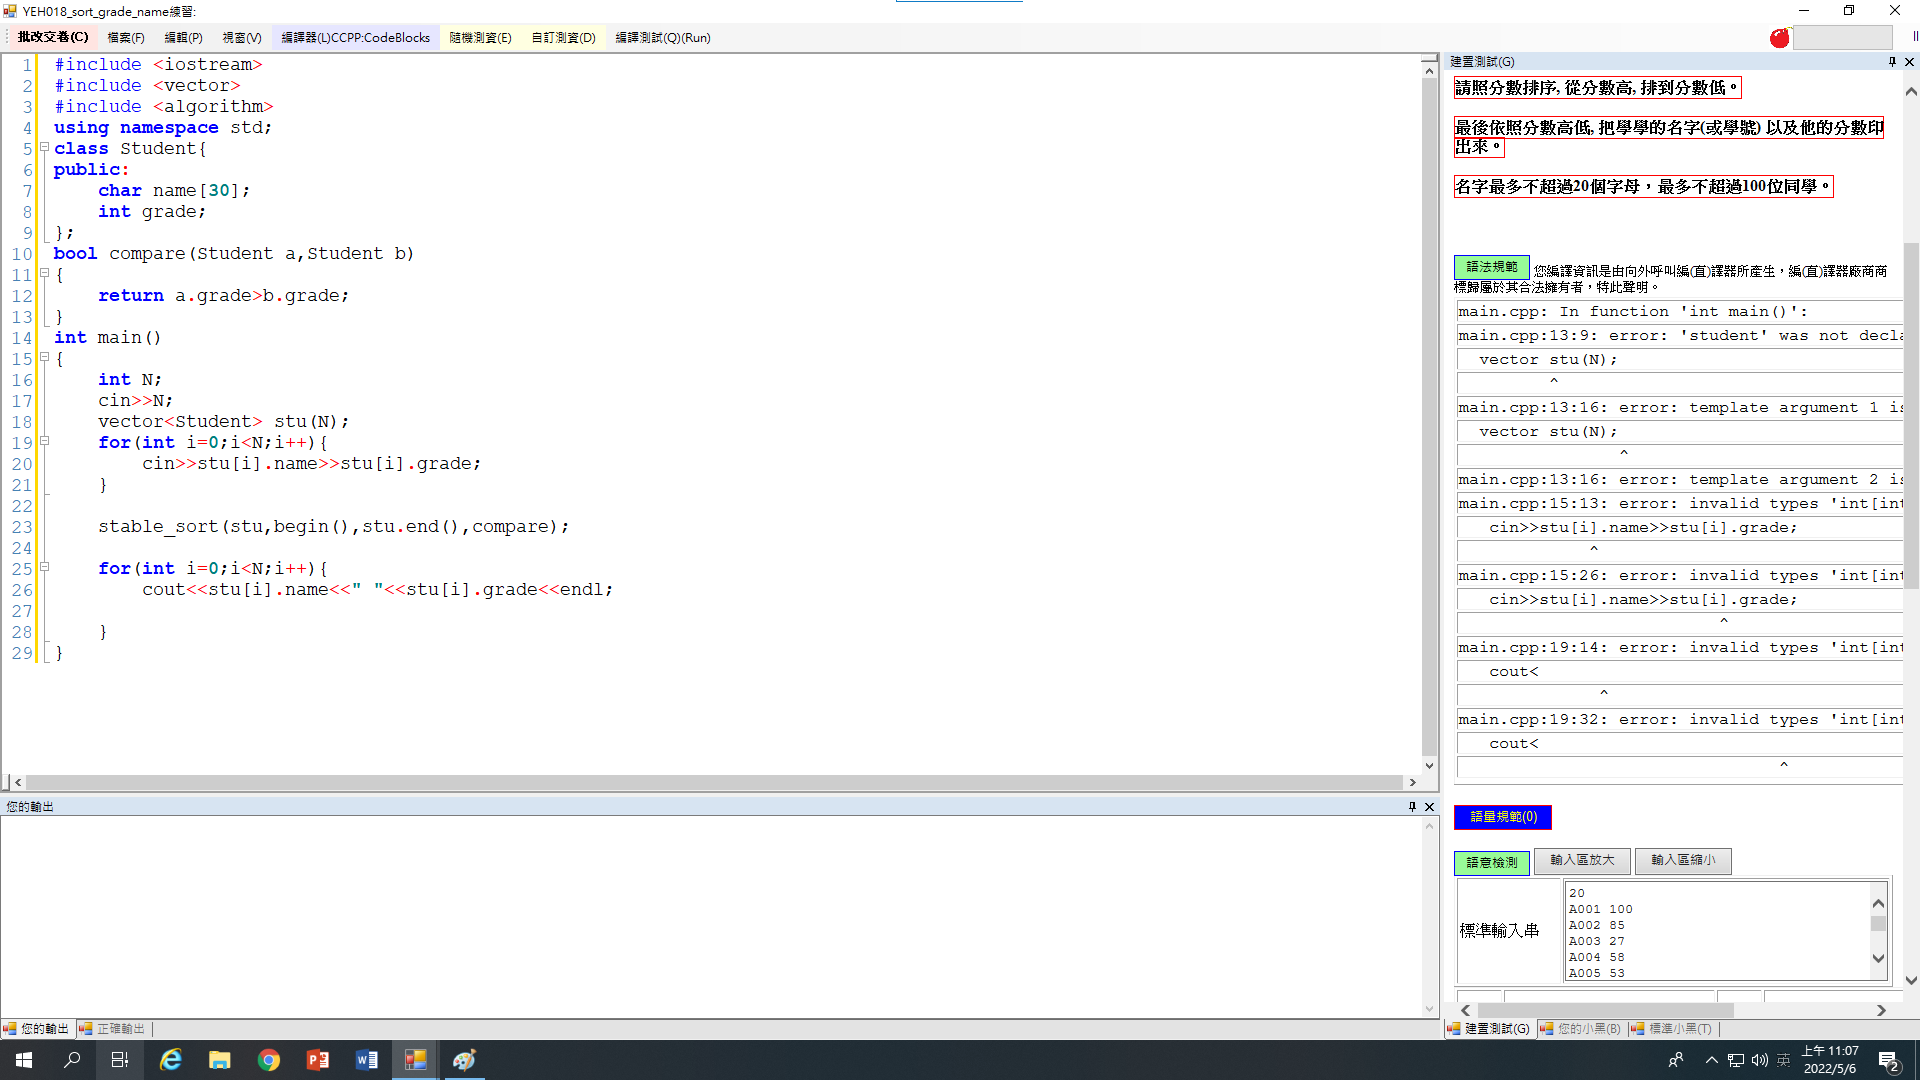 YEH018_sort_grade_name練習:
批改交卷(C) 檔案(F) 編輯(P) 視窗(V) 編譯器(L)CCPP:CodeBlocks 隨機測資(E) 自訂測資(D) 編譯測試(Q)(Run)
1 #include <iostream>
2 #include <vector>
3 #include <algorithm>
4 using namespace std;
5 class Student{
6 public:
7 char name[30];
8 int grade;
9 };
10 bool compare(Student a,Student b)
11 {
12 return a.grade>b.grade;
13 }
14 int main()
15 {
16 int N;
17 cin>>N;
18 vector<Student> stu(N);
19 for(int i=0;i<N;i++){
20 cin>>stu[i].name>>stu[i].grade;
21 }
22
23 stable_sort(stu,begin(),stu.end(),compare);
24
25 for(int i=0;i<N;i++){
26 cout<<stu[i].name<<" "<<stu[i].grade<<endl;
27
28 }
29 }
您的輸出
您的輸出 正確輸出
建置測試(G)
請照分數排序, 從分數高, 排到分數低。
最後依照分數高低, 把學學的名字(或學號) 以及他的分數印
出來。
名字最多不超過20個字母，最多不超過100位同學。
語法規範 您編譯資訊是由向外呼叫編(直)譯器所產生，編(直)譯器廠商商
標歸屬於其合法擁有者，特此聲明。
main.cpp: In function 'int main()':
main.cpp:13:9: error: 'student' was not decla
vector stu(N);
^
main.cpp:13:16: error: template argument 1 is
vector stu(N);
^
main.cpp:13:16: error: template argument 2 is
main.cpp:15:13: error: invalid types 'int[int
cin>>stu[i].name>>stu[i].grade;
^
main.cpp:15:26: error: invalid types 'int[int
cin>>stu[i].name>>stu[i].grade;
^
main.cpp:19:14: error: invalid types 'int[int
cout<
^
main.cpp:19:32: error: invalid types 'int[int
cout<
^
語量規範(0)
語意檢測 輸入區放大 輸入區縮小
標準輸入串
20
A001 100
A002 85
A003 27
A004 58
A005 53
建置測試(G) 您的小黑(B) 標準小黑(T)
英
上午 11:07
2022/5/6
2